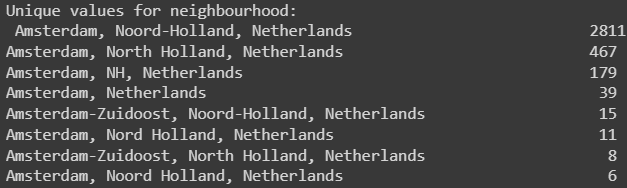 Unique values for neighbourhood:
Amsterdam, Noord-Holland, Netherlands 2811
Amsterdam, North Holland, Netherlands 467
Amsterdam, NH, Netherlands 179
Amsterdam, Netherlands 39
Amsterdam-Zuidoost, Noord-Holland, Netherlands 15
Amsterdam, Nord Holland, Netherlands 11
Amsterdam-Zuidoost, North Holland, Netherlands 8
Amsterdam, Noord Holland, Netherlands 6